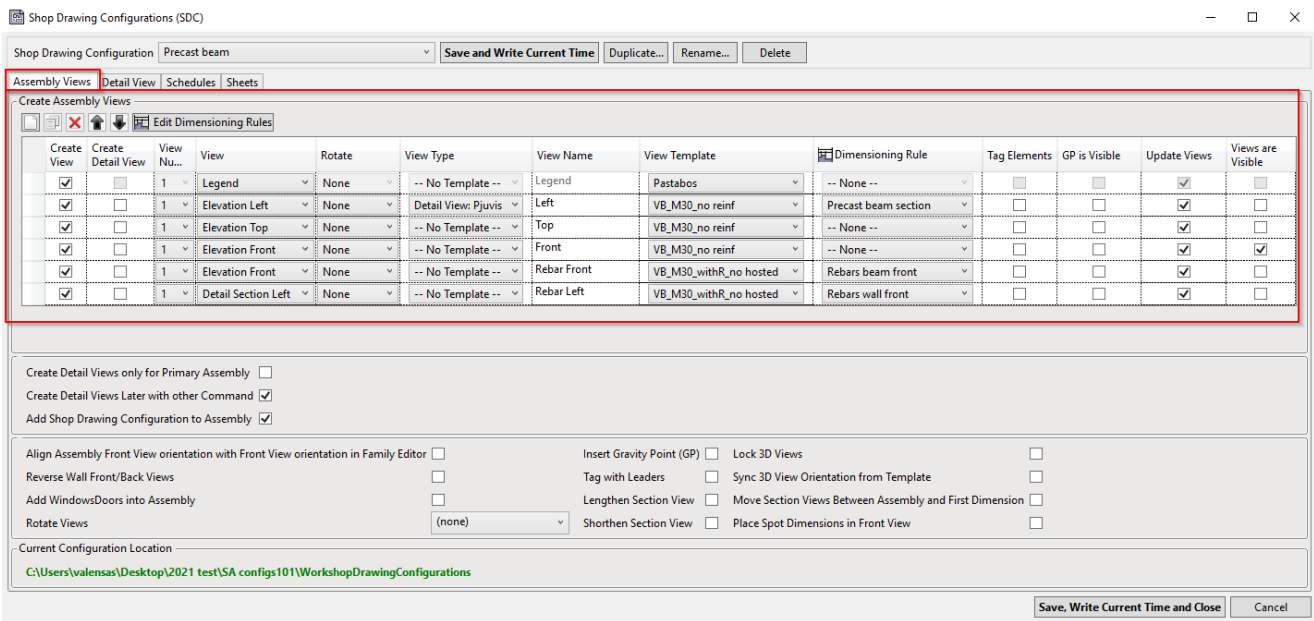 Shop Drawing Configurations (SDC)
Shop Drawing Configuration Precast beam Save and Write Current Time Duplicate... Rename... Delete
Assembly Views Detail View Schedules Sheets
Create Assembly Views
Edit Dimensioning Rules
Create View Create Detail View View Nu... View Rotate View Type View Name View Template Dimensioning Rule Tag Elements GP is Visible Update Views Views are Visible
1 Legend None -- No Template -- Legend Pastabos -- None --
1 Elevation Left None Detail View: Pjuvis Left VB_M30_no reinf Precast beam section
1 Elevation Top None -- No Template -- Top VB_M30_no reinf -- None --
1 Elevation Front None -- No Template -- Front VB_M30_no reinf -- None --
1 Elevation Front None -- No Template -- Rebar Front VB_M30_withR_no hosted Rebars beam front
1 Detail Section Left None -- No Template -- Rebar Left VB_M30_withR_no hosted Rebars wall front
Create Detail Views only for Primary Assembly
Create Detail Views Later with other Command
Add Shop Drawing Configuration to Assembly
Align Assembly Front View orientation with Front View orientation in Family Editor Insert Gravity Point (GP) Lock 3D Views
Reverse Wall Front/Back Views Tag with Leaders Sync 3D View Orientation from Template
Add WindowsDoors into Assembly Lengthen Section View Move Section Views Between Assembly and First Dimension
Rotate Views (none) Shorthen Section View Place Spot Dimensions in Front View
Current Configuration Location
C:\Users\valensas\Desktop\2021 test\SA configs101\WorkshopDrawingConfigurations
Save, Write Current Time and Close Cancel